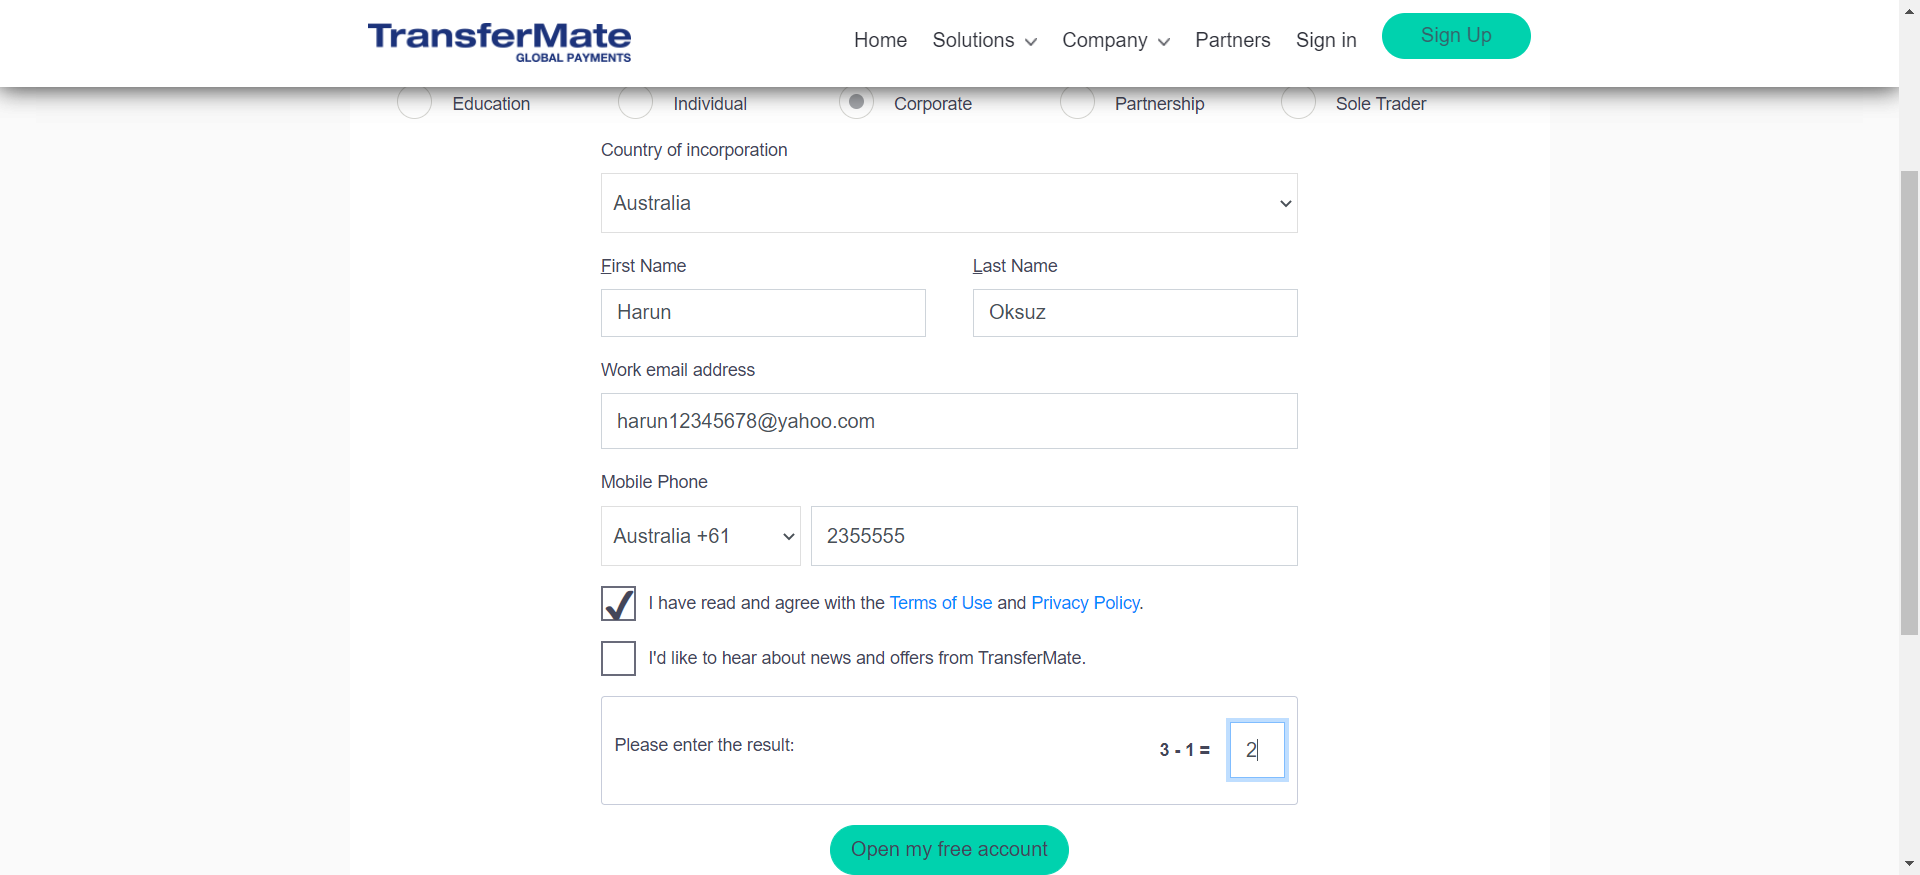 TransferMate
GLOBAL PAYMENTS
Home Solutions Company Partners Sign in Sign Up
Education Individual Corporate Partnership Sole Trader
Country of incorporation
Australia
First Name Last Name
Harun Oksuz
Work email address
harun12345678@yahoo.com
Mobile Phone
Australia +61 2355555
I have read and agree with the Terms of Use and Privacy Policy.
I'd like to hear about news and offers from TransferMate.
Please enter the result: 3 - 1 = 2
Open my free account